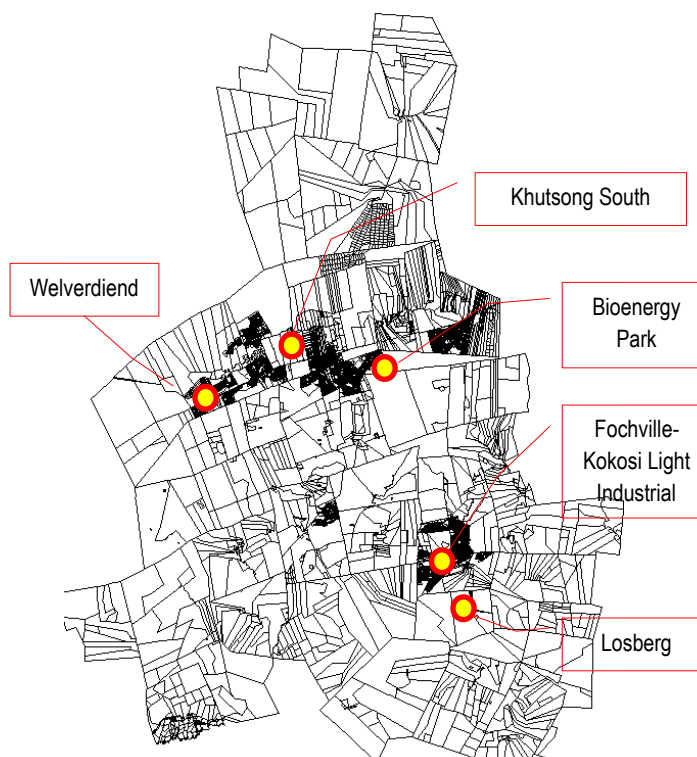 Khutsong South
Welverdiend
Bioenergy
Park
Fochville-
Kokosi Light
Industrial
Losberg